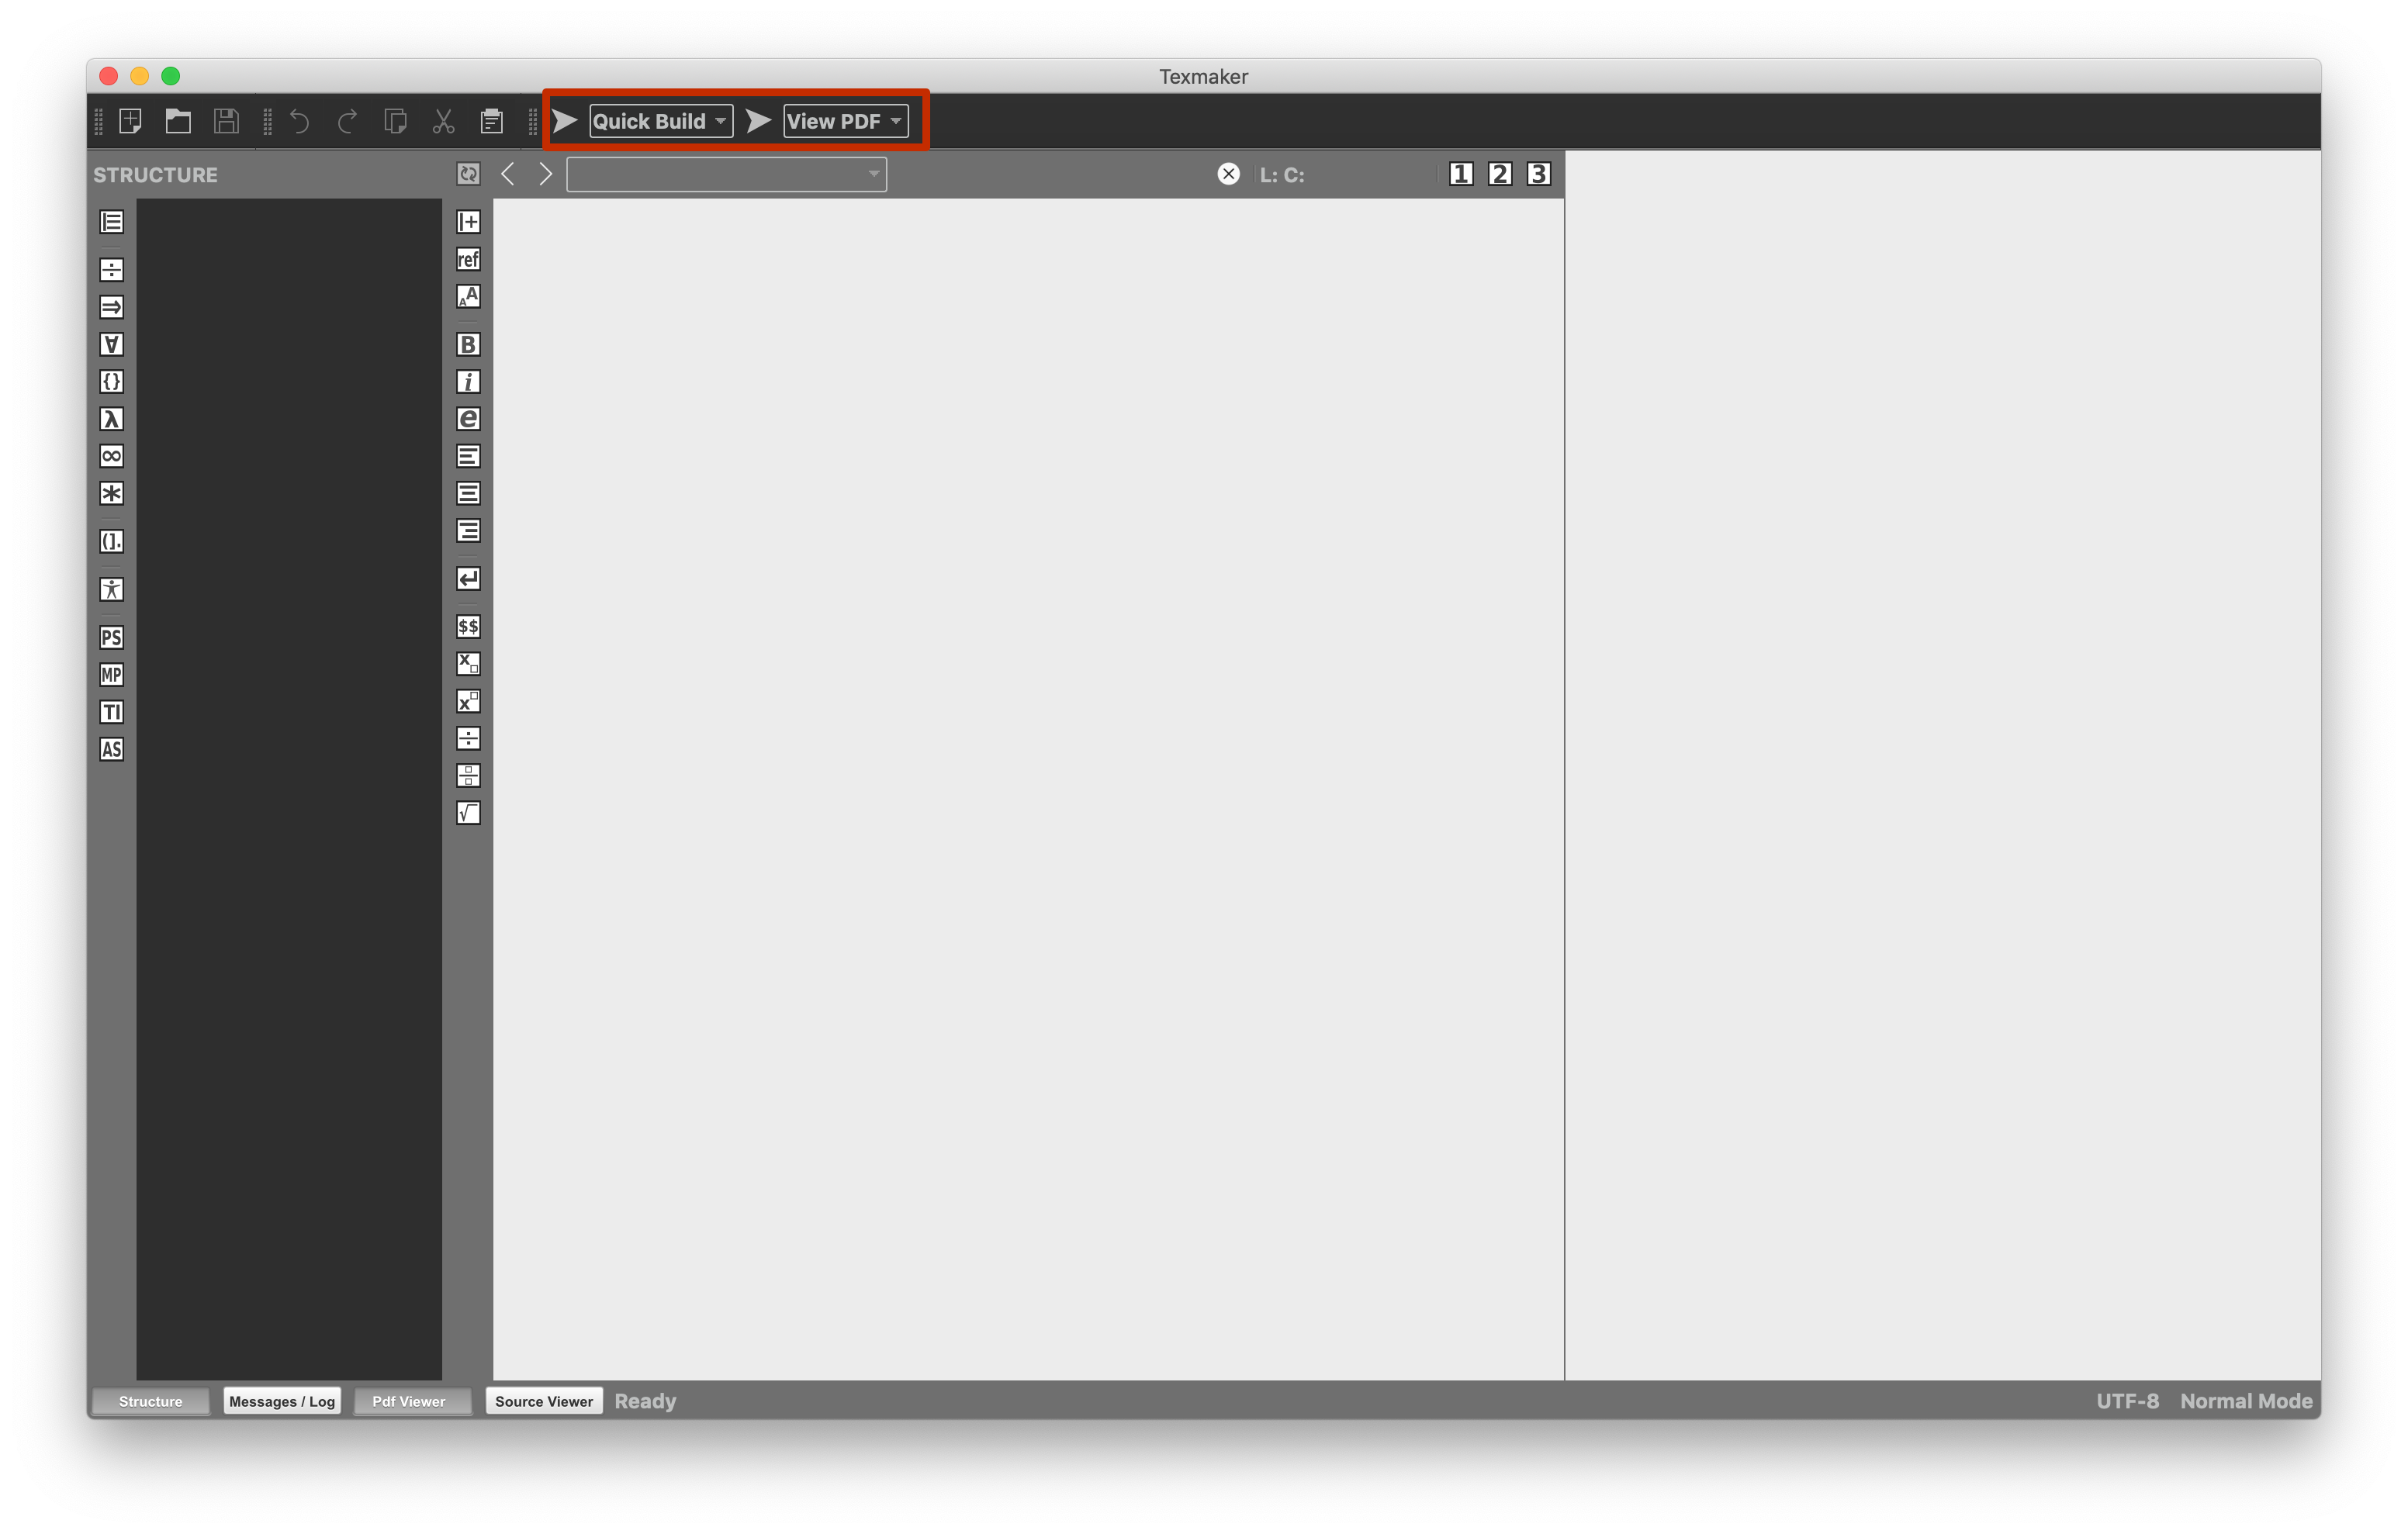 Texmaker
Quick Build
View PDF
STRUCTURE
L: C:
1 2 3
ref
AA
B
i
e
$$
x
x
{}
λ
∞
*
(].
PS
MP
TI
AS
Structure
Messages / Log
Pdf Viewer
Source Viewer
Ready
UTF-8
Normal Mode